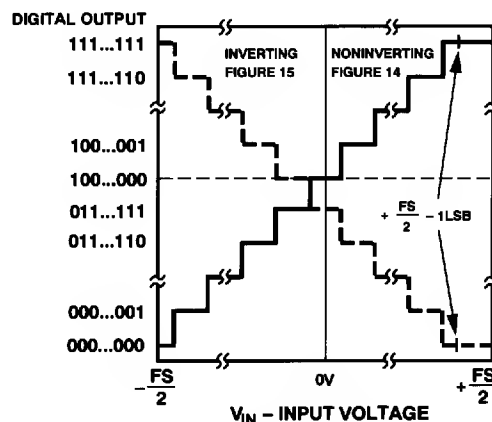 DIGITAL OUTPUT
111...111
111...110
100...001
100...000
011...111
011...110
000...001
000...000
INVERTING
FIGURE 15
NONINVERTING
FIGURE 14
+ FS/2 – 1LSB
– FS/2
0V
+ FS/2
VIN – INPUT VOLTAGE